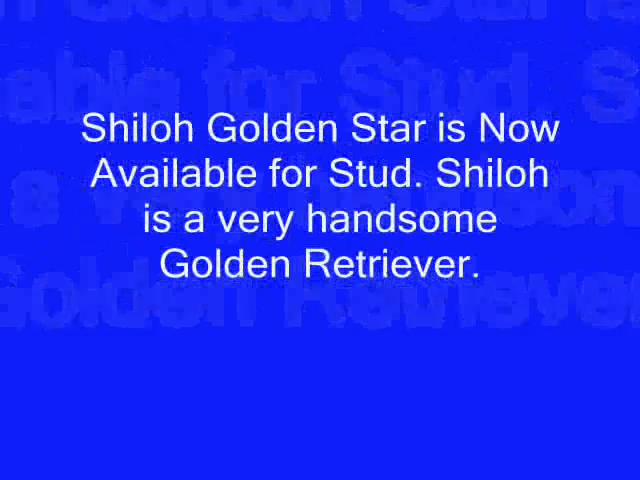 Shiloh Golden Star is Now
Available for Stud. Shiloh
is a very handsome
Golden Retriever.